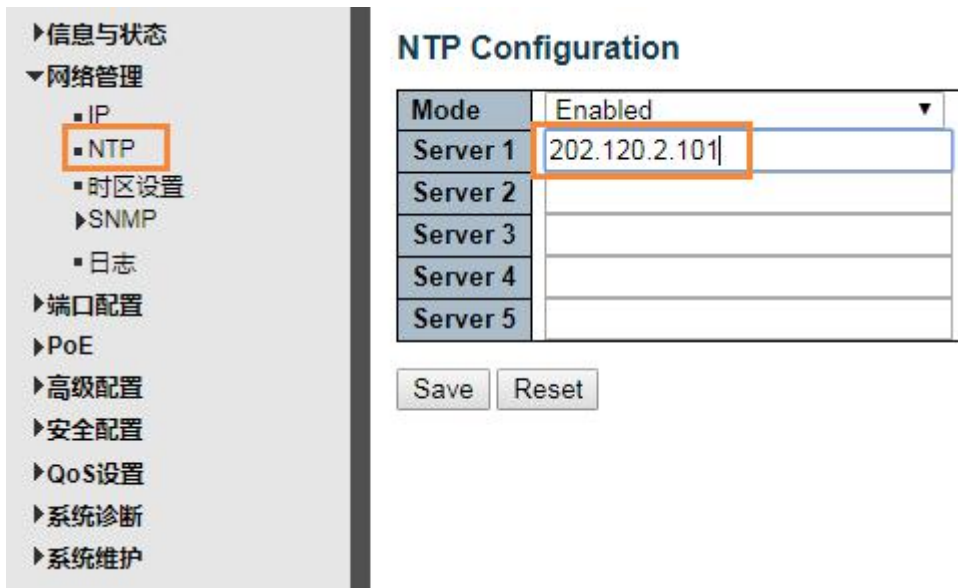 信息与状态
网络管理
IP
NTP
时区设置
SNMP
日志
端口配置
PoE
高级配置
安全配置
QoS设置
系统诊断
系统维护
NTP Configuration
Mode Enabled
Server 1 202.120.2.101
Server 2
Server 3
Server 4
Server 5
Save Reset